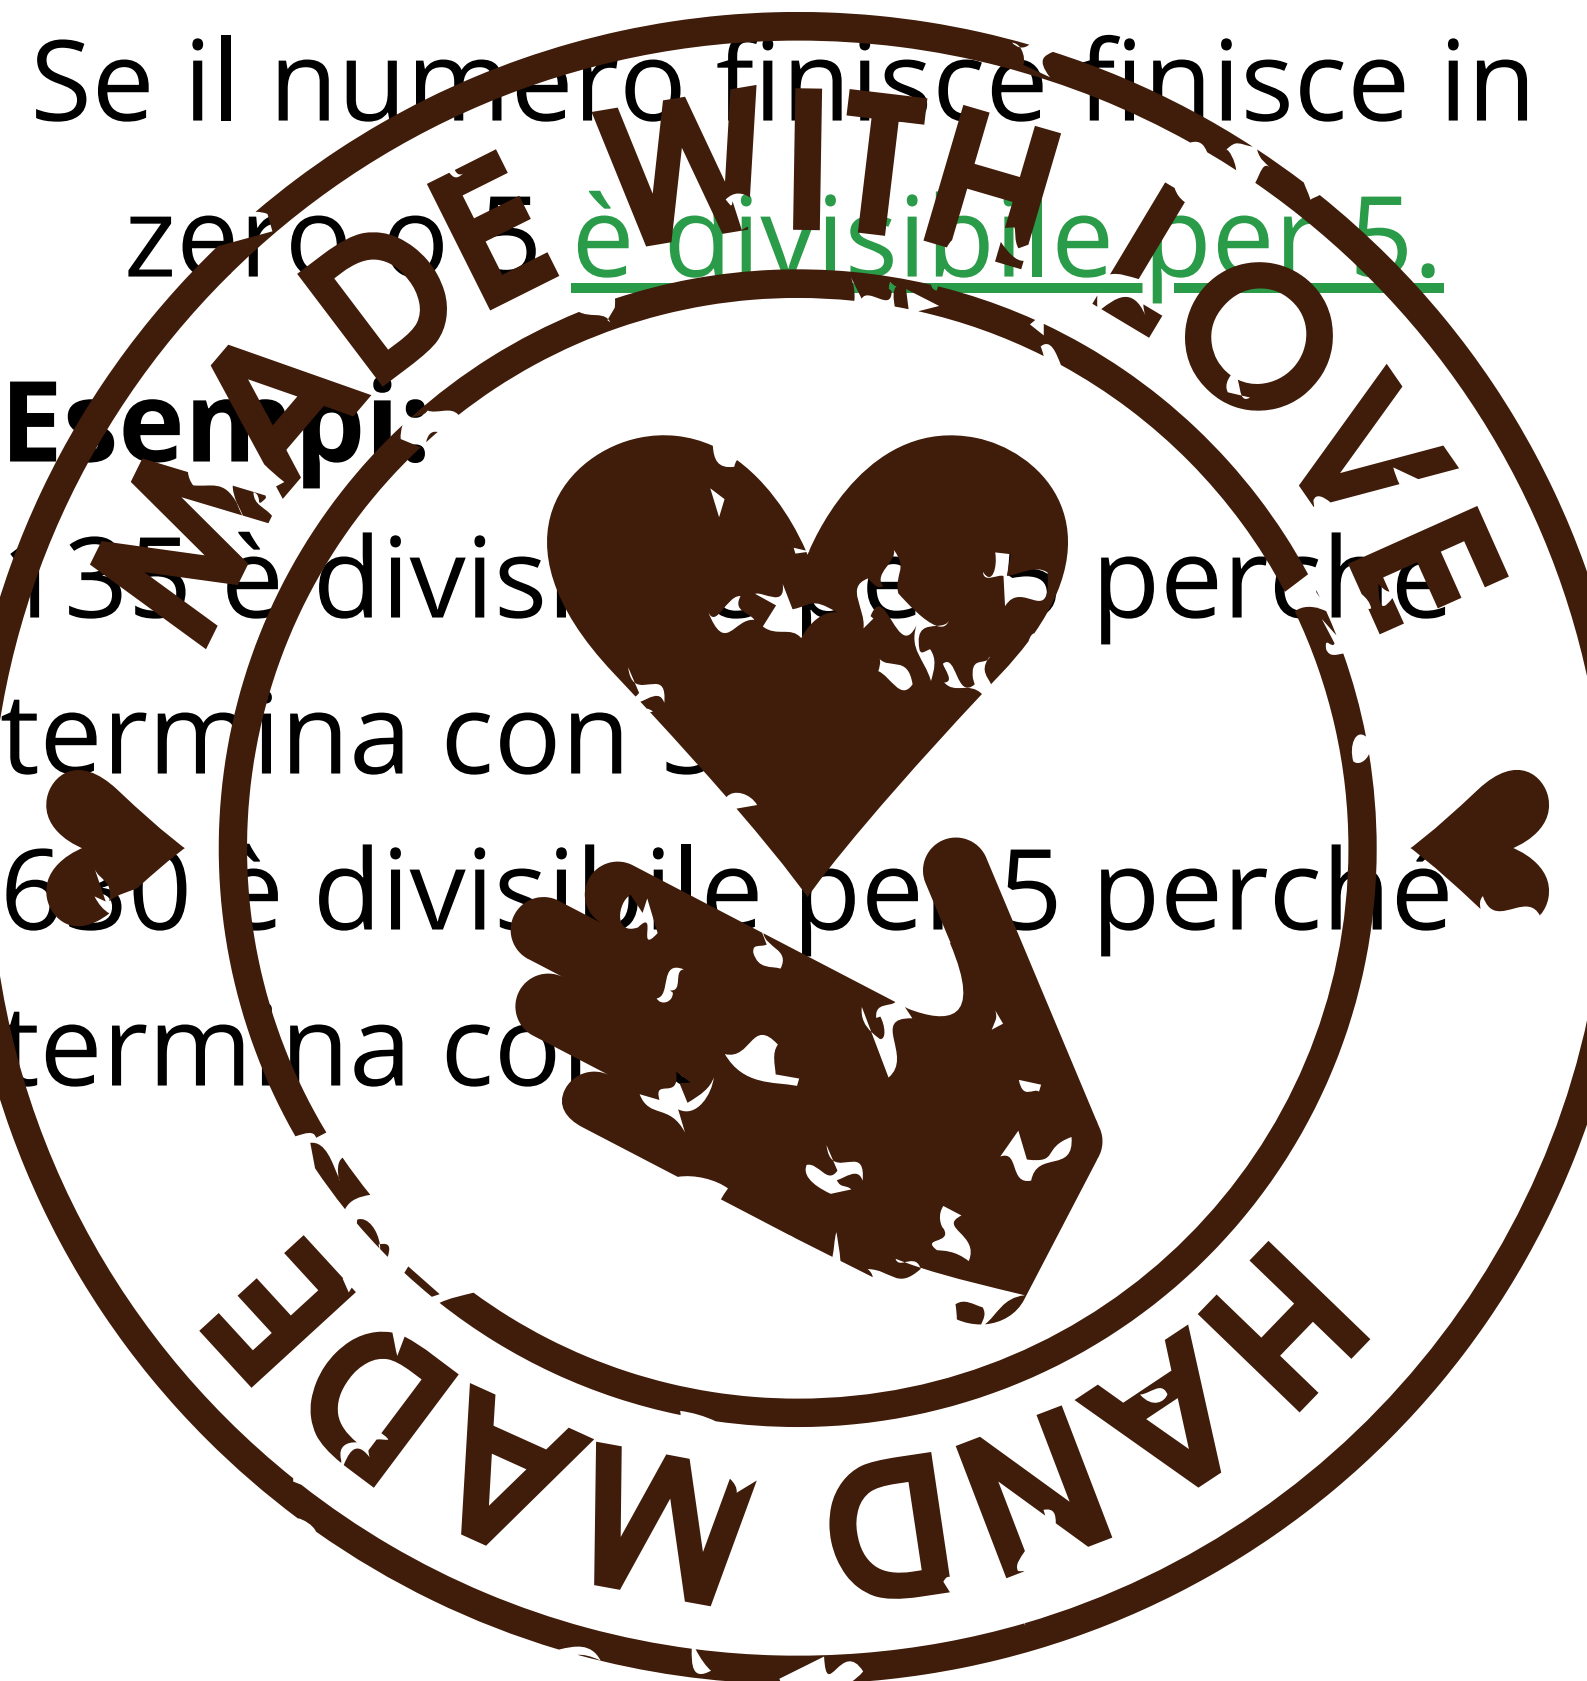 Se il numero finisce finisce in
zero o 5 è divisibile per 5.
Esempi:
135 è divisibile per 5 perché
termina con 5
è divisibile per 5 perché
termina con
MADE WITH LOVE
HAND MADE